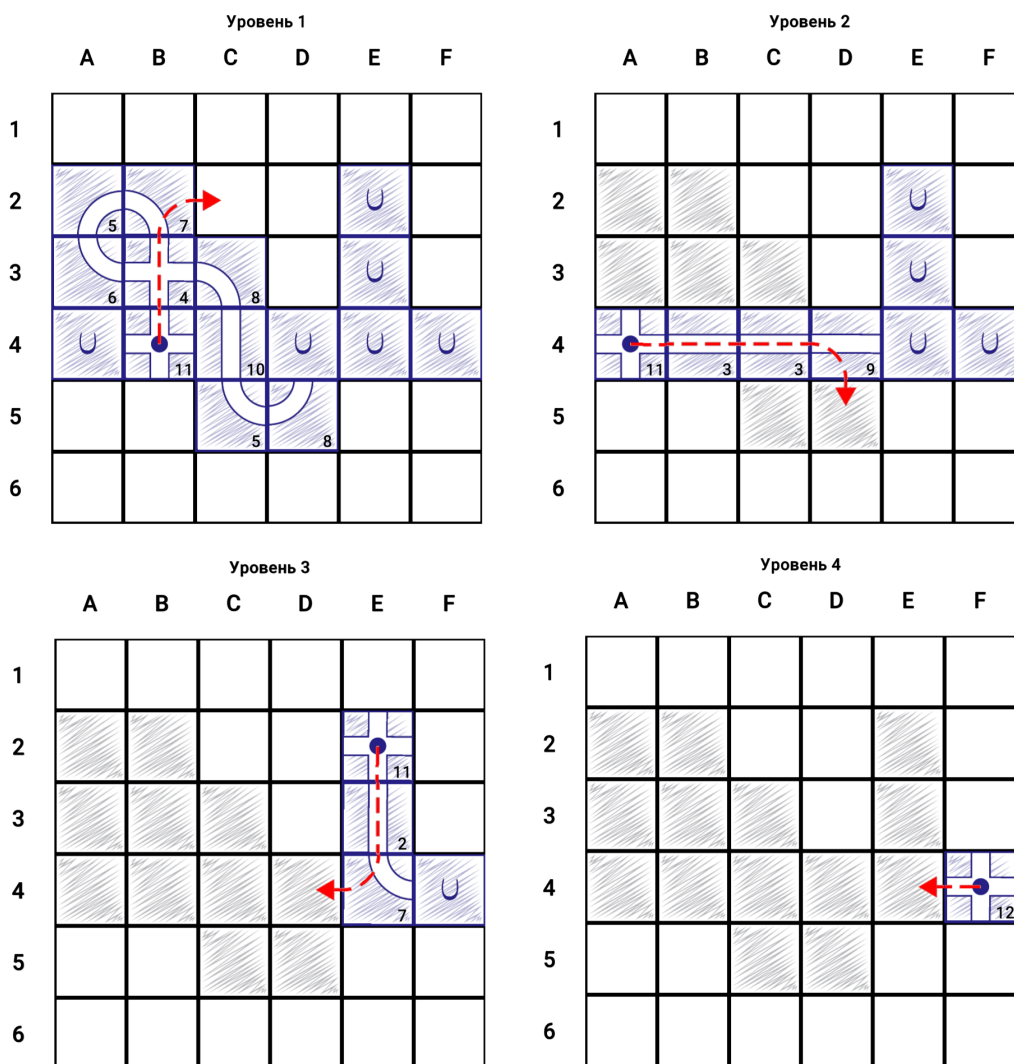 Уровень 1
A B C D E F
1
2 5 7 U
3 6 4 8 U
4 U 11 10 U U U
5 5 8
6
Уровень 2
A B C D E F
1
2 U
3 U
4 11 3 3 9 U U
5
6
Уровень 3
A B C D E F
1
2 11
3 2
4 7 U
5
6
Уровень 4
A B C D E F
1
2
3
4 12
5
6